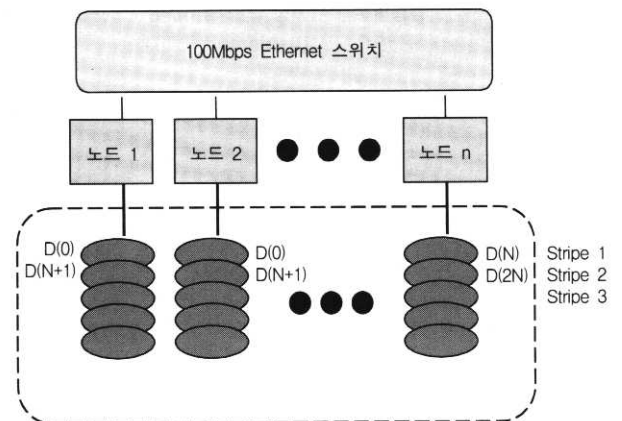 100Mbps Ethernet 스위치
노드 1
노드 2
노드 n
D(0)
D(N+1)
D(0)
D(N+1)
D(N)
D(2N)
Stripe 1
Stripe 2
Stripe 3